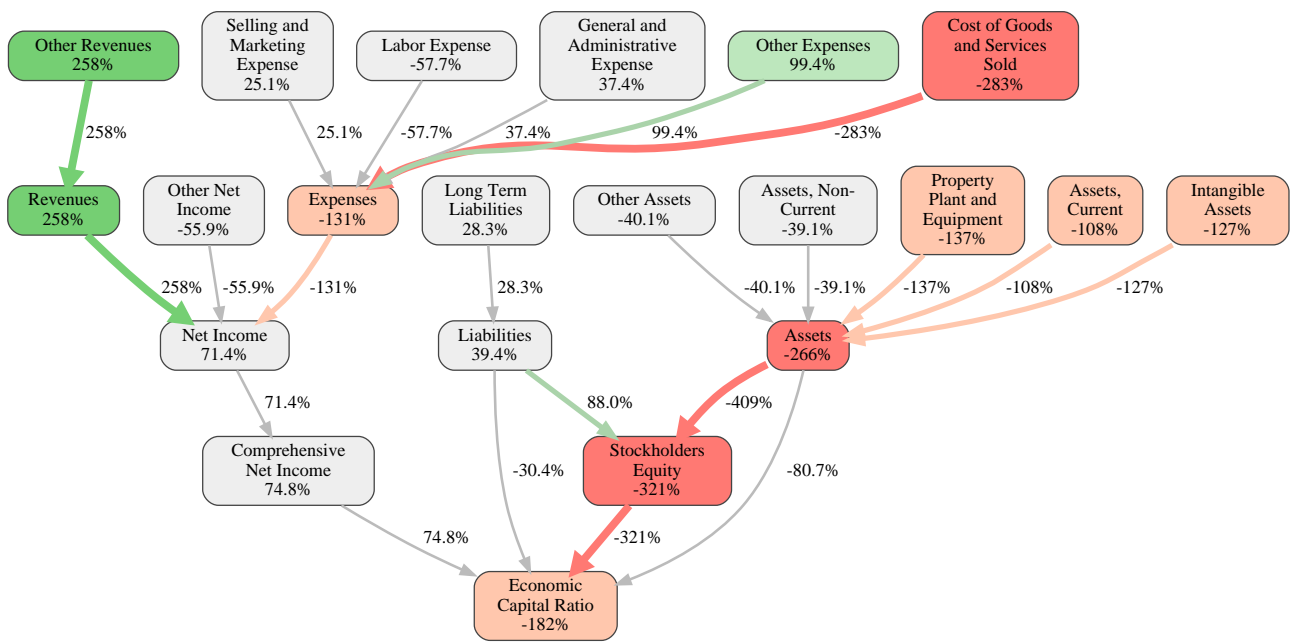 Other Revenues
258%
Selling and
Marketing
Expense
25.1%
Labor Expense
-57.7%
General and
Administrative
Expense
37.4%
Other Expenses
99.4%
Cost of Goods
and Services
Sold
-283%
258%
25.1%
-57.7%
37.4%
99.4%
-283%
Revenues
258%
Other Net
Income
-55.9%
Expenses
-131%
Long Term
Liabilities
28.3%
Other Assets
-40.1%
Assets, Non-
Current
-39.1%
Property
Plant and
Equipment
-137%
Assets,
Current
-108%
Intangible
Assets
-127%
258%
-55.9%
-131%
28.3%
-40.1%
-39.1%
-137%
-108%
-127%
Net Income
71.4%
Liabilities
39.4%
Assets
-266%
71.4%
88.0%
-409%
Comprehensive
Net Income
74.8%
-30.4%
Stockholders
Equity
-321%
-80.7%
74.8%
-321%
Economic
Capital Ratio
-182%